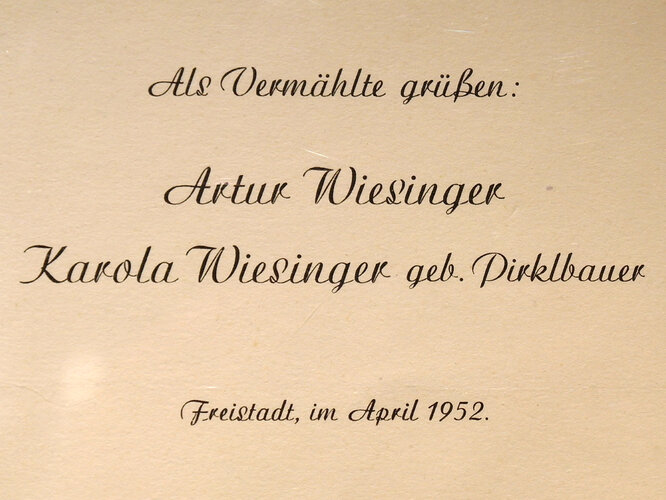 Als Vermählte grüßen:
Artur Wiesinger
Karola Wiesinger geb. Pirklbauer
Freistadt, im April 1952.